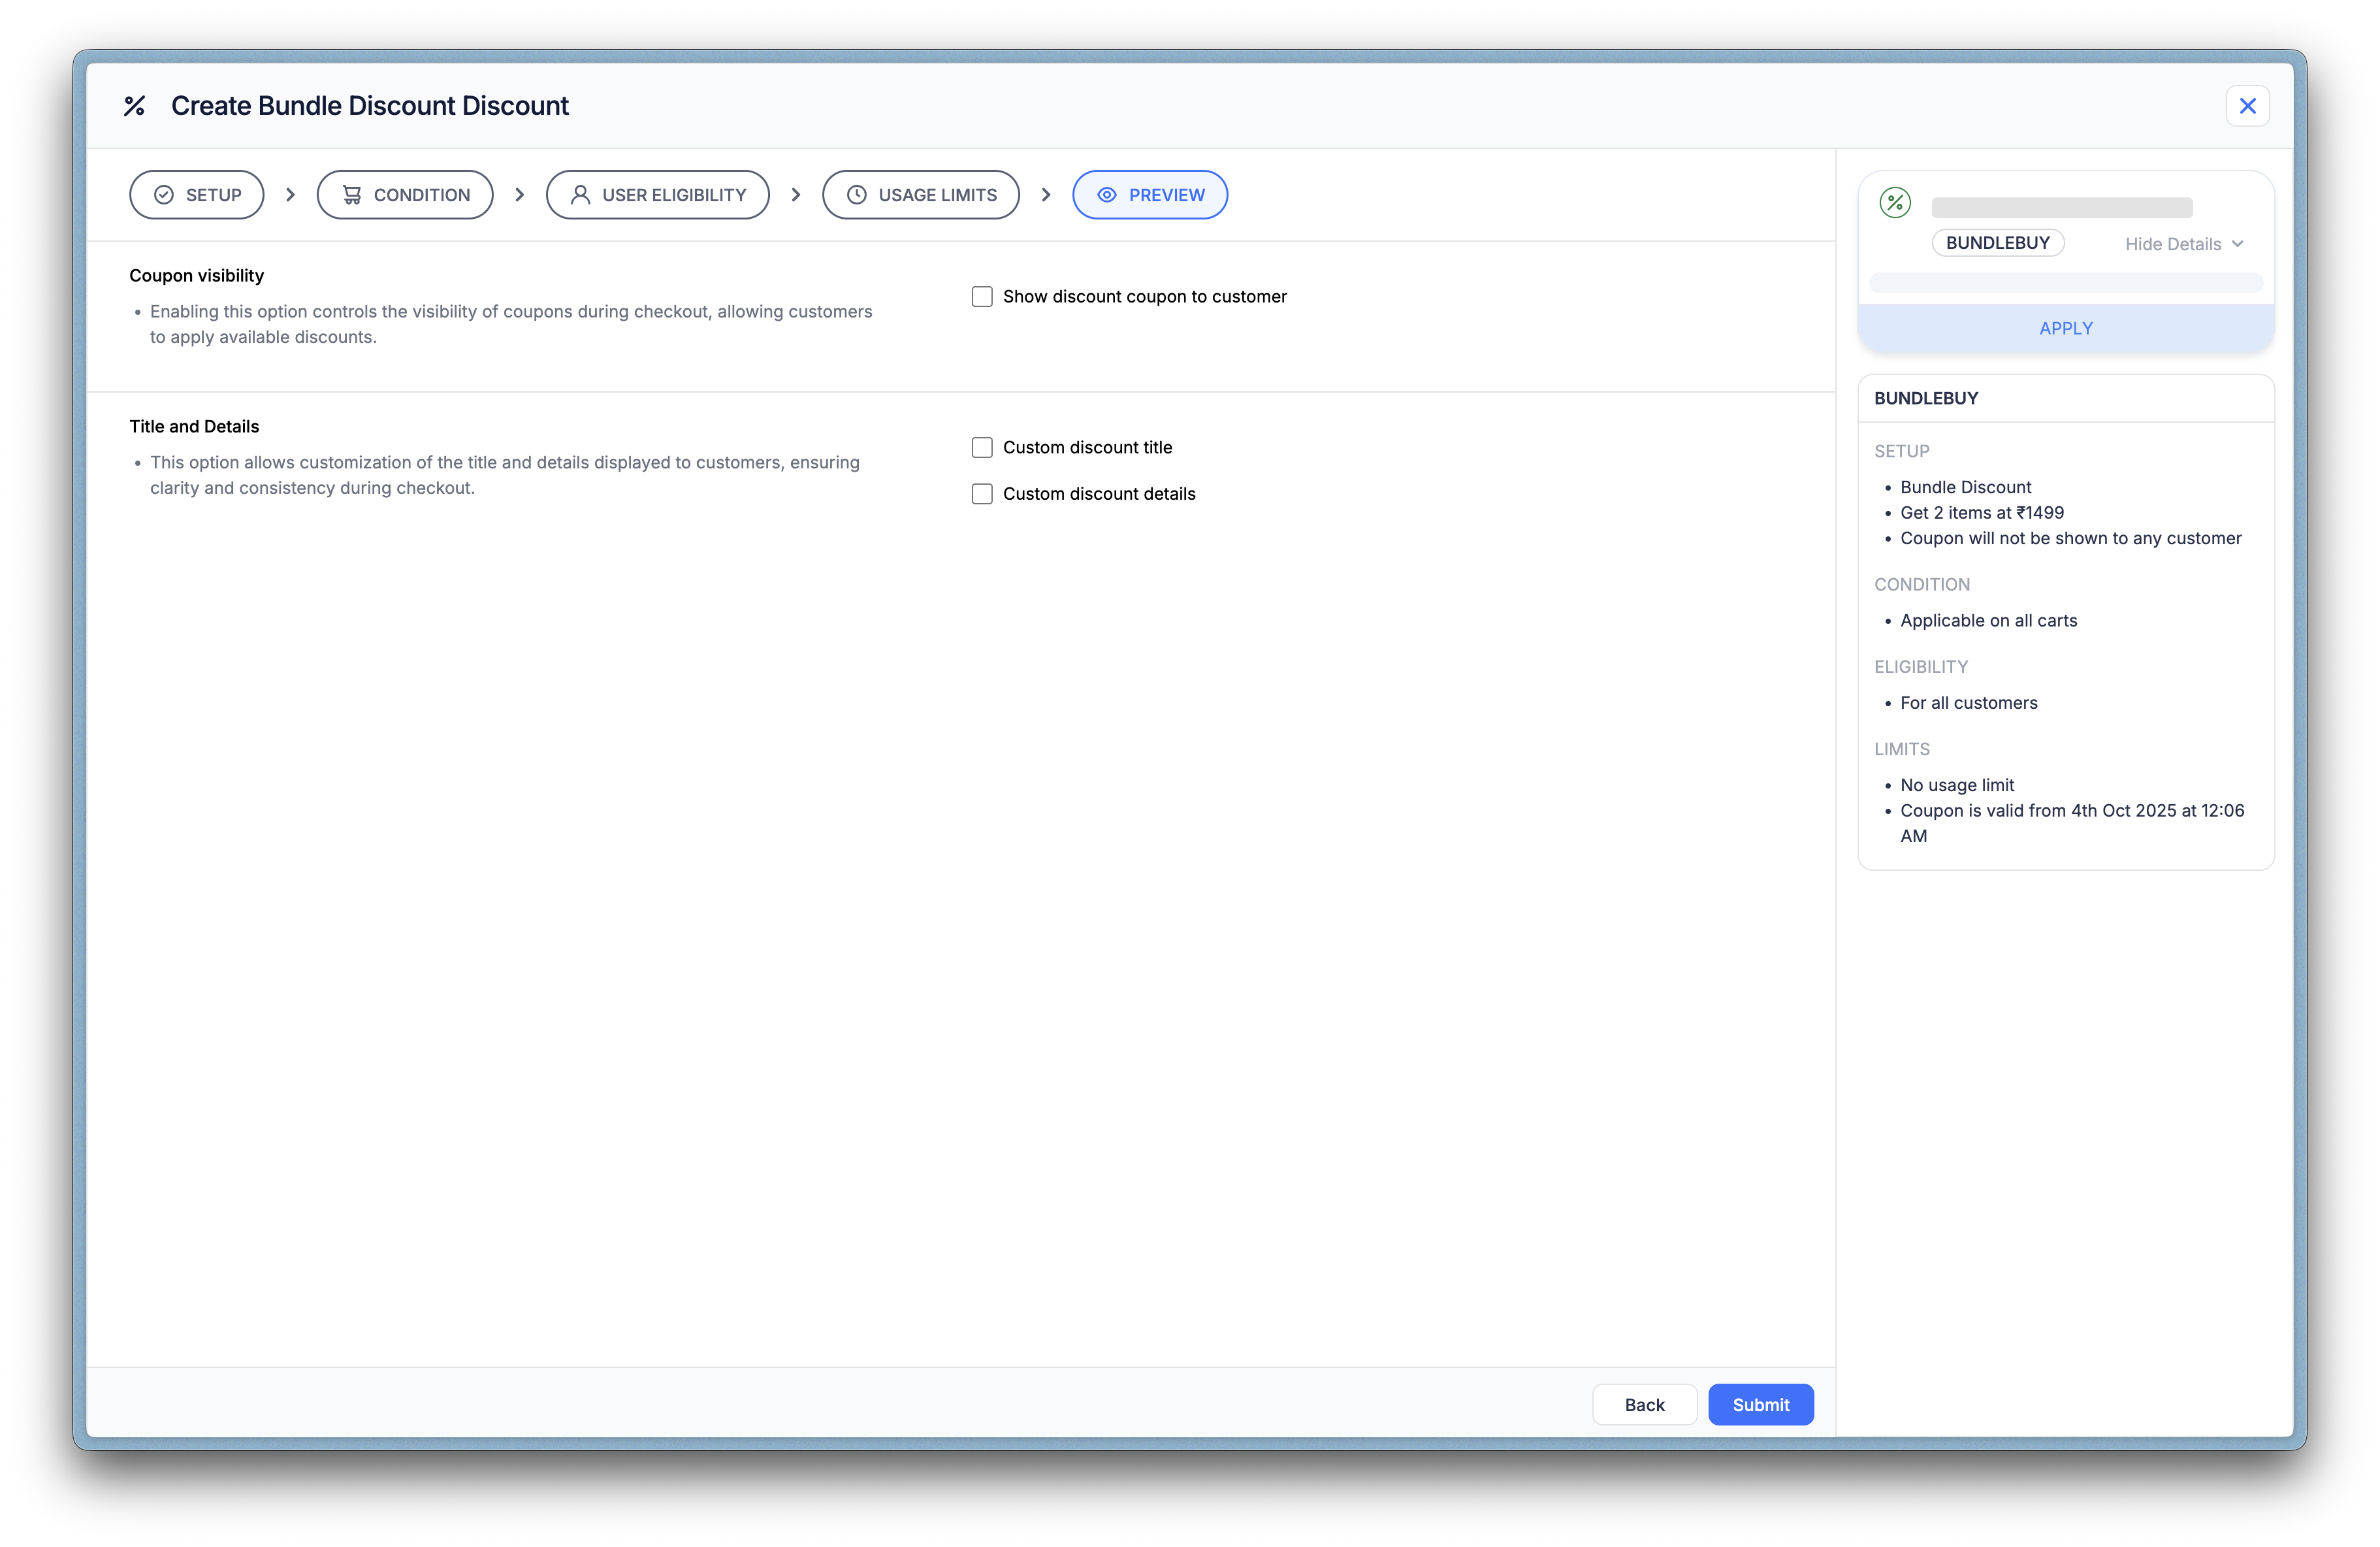 Create Bundle Discount Discount
SETUP
CONDITION
USER ELIGIBILITY
USAGE LIMITS
PREVIEW
Coupon visibility
• Enabling this option controls the visibility of coupons during checkout, allowing customers
to apply available discounts.
Show discount coupon to customer
Title and Details
• This option allows customization of the title and details displayed to customers, ensuring
clarity and consistency during checkout.
Custom discount title
Custom discount details
Back
Submit
BUNDLEBUY
Hide Details
APPLY
BUNDLEBUY
SETUP
• Bundle Discount
• Get 2 items at ₹1499
• Coupon will not be shown to any customer
CONDITION
• Applicable on all carts
ELIGIBILITY
• For all customers
LIMITS
• No usage limit
• Coupon is valid from 4th Oct 2025 at 12:06
AM